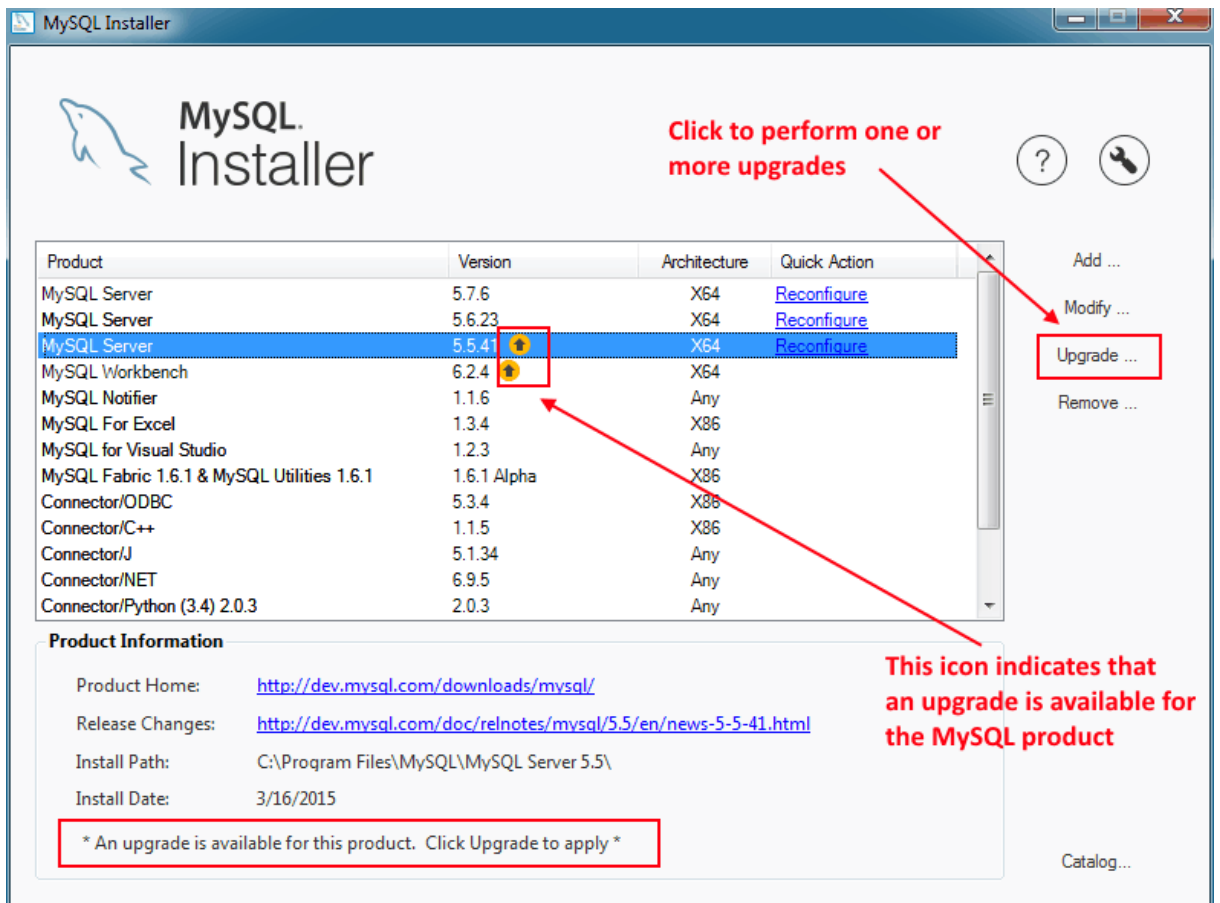 MySQL Installer
MySQL.
Installer
Click to perform one or
more upgrades
?
Product Version Architecture Quick Action
MySQL Server 5.7.6 X64 Reconfigure
MySQL Server 5.6.23 X64 Reconfigure
MySQL Server 5.5.41 X64 Reconfigure
MySQL Workbench 6.2.4 X64
MySQL Notifier 1.1.6 Any
MySQL For Excel 1.3.4 X86
MySQL for Visual Studio 1.2.3 Any
MySQL Fabric 1.6.1 & MySQL Utilities 1.6.1 1.6.1 Alpha X86
Connector/ODBC 5.3.4 X86
Connector/C++ 1.1.5 X86
Connector/J 5.1.34 Any
Connector/NET 6.9.5 Any
Connector/Python (3.4) 2.0.3 2.0.3 Any
Add ...
Modify ...
Upgrade ...
Remove ...
Product Information
Product Home: http://dev.mysql.com/downloads/mysql/
Release Changes: http://dev.mysql.com/doc/relnotes/mysql/5.5/en/news-5-5-41.html
Install Path: C:\Program Files\MySQL\MySQL Server 5.5\
Install Date: 3/16/2015
* An upgrade is available for this product. Click Upgrade to apply *
This icon indicates that
an upgrade is available for
the MySQL product
Catalog...